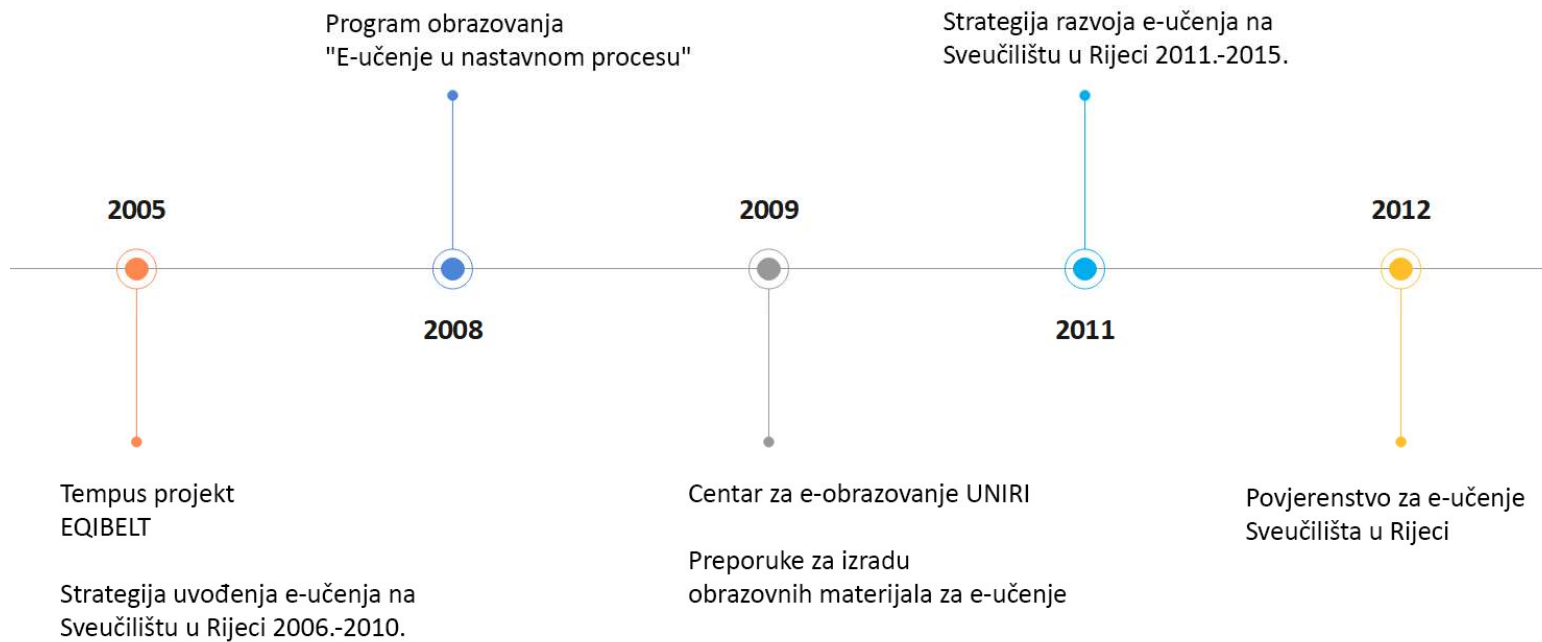 Program obrazovanja
"E-učenje u nastavnom procesu"
Strategija razvoja e-učenja na
Sveučilištu u Rijeci 2011.-2015.
2005
2009
2012
2008
2011
Tempus projekt
EQIBELT
Strategija uvođenja e-učenja na
Sveučilištu u Rijeci 2006.-2010.
Centar za e-obrazovanje UNIRI
Preporuke za izradu
obrazovnih materijala za e-učenje
Povjerenstvo za e-učenje
Sveučilišta u Rijeci